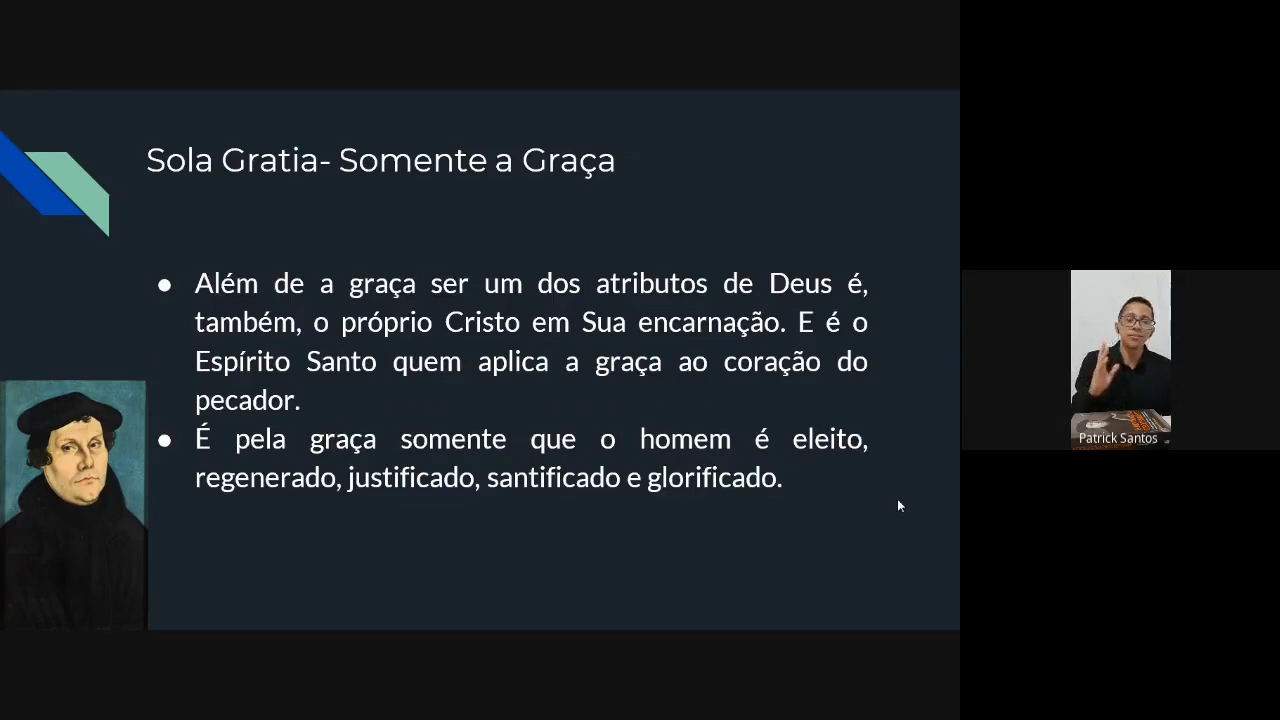 Sola Gratia- Somente a Graça
● Além de a graça ser um dos atributos de Deus é,
também, o próprio Cristo em Sua encarnação. E é o
Espírito Santo quem aplica a graça ao coração do
pecador.
● É pela graça somente que o homem é eleito,
regenerado, justificado, santificado e glorificado.
Patrick Santos